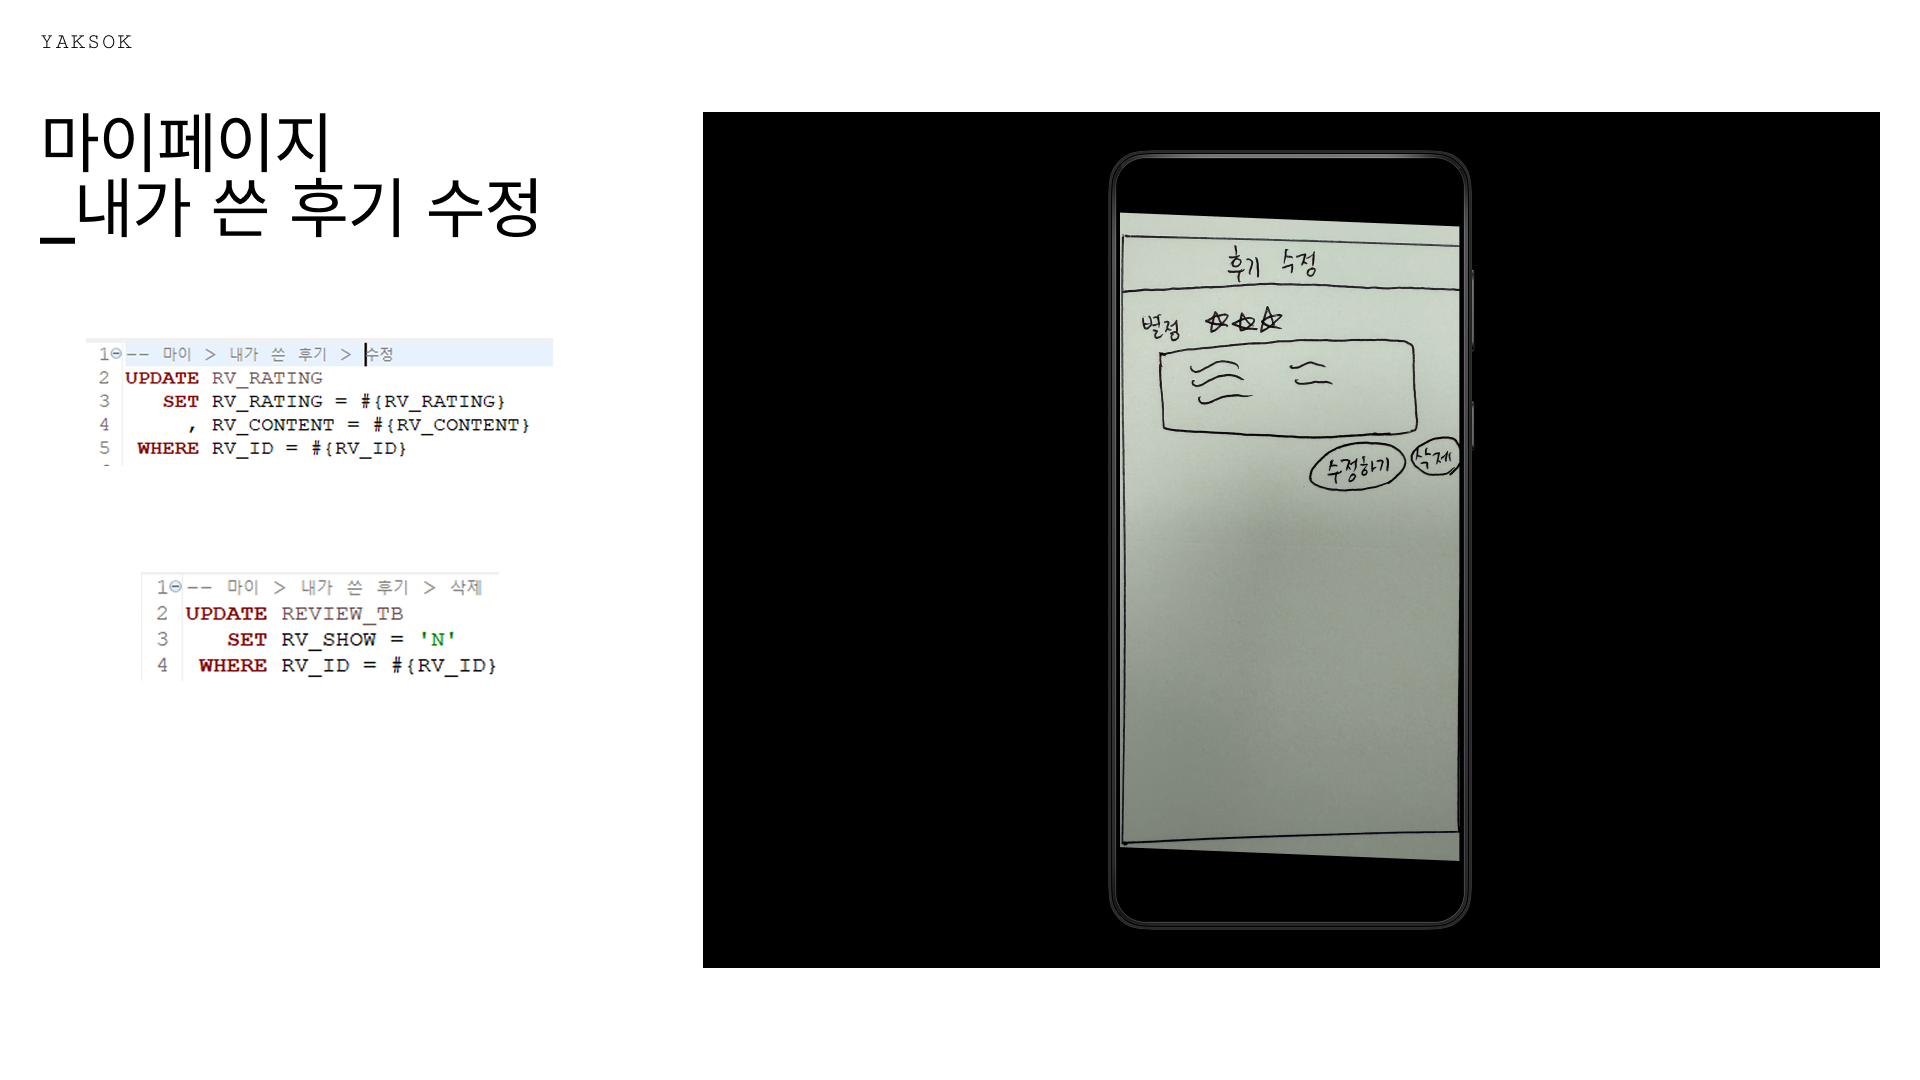 YAKSOK
마이페이지
_내가 쓴 후기 수정
1 -- 마이 > 내가 쓴 후기 > 수정
2 UPDATE RV_RATING
3 SET RV_RATING = #{RV_RATING}
4 , RV_CONTENT = #{RV_CONTENT}
5 WHERE RV_ID = #{RV_ID}
1 -- 마이 > 내가 쓴 후기 > 삭제
2 UPDATE REVIEW_TB
3 SET RV_SHOW = 'N'
4 WHERE RV_ID = #{RV_ID}
후기 수정
별점
수정하기 삭제